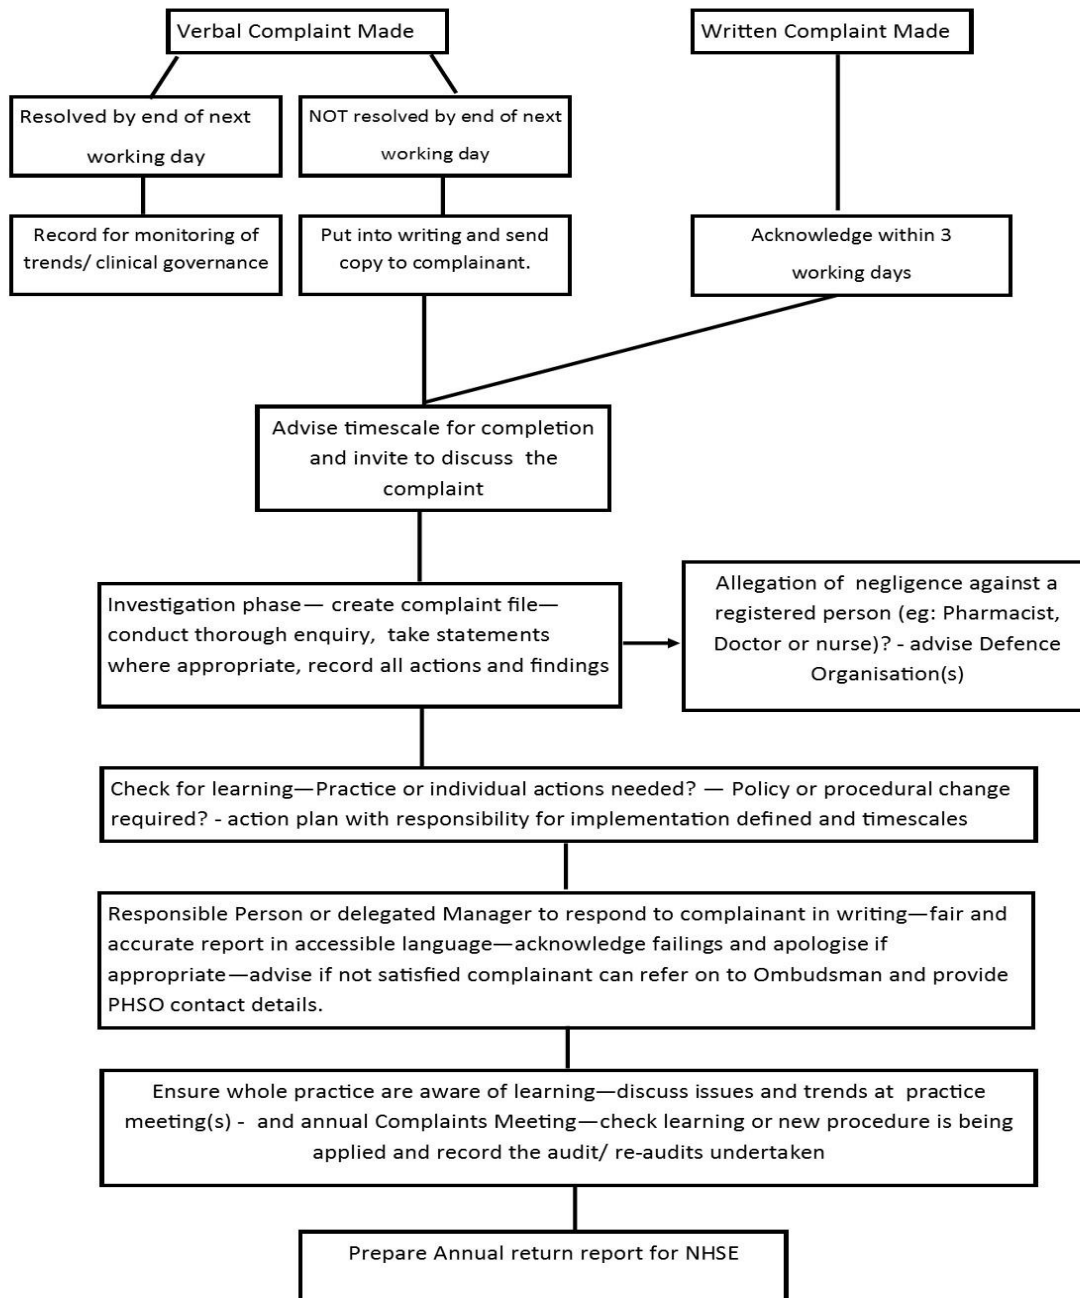 Verbal Complaint Made
Written Complaint Made
Resolved by end of next
working day
NOT resolved by end of next
working day
Record for monitoring of
trends/ clinical governance
Put into writing and send
copy to complainant.
Acknowledge within 3
working days
Advise timescale for completion
and invite to discuss  the
complaint
Investigation phase— create complaint file—
conduct thorough enquiry,  take statements
where appropriate, record all actions and findings
Allegation of  negligence against a
registered person (eg: Pharmacist,
Doctor or nurse)? - advise Defence
Organisation(s)
Check for learning—Practice or individual actions needed? — Policy or procedural change
required? - action plan with responsibility for implementation defined and timescales
Responsible Person or delegated Manager to respond to complainant in writing—fair and
accurate report in accessible language—acknowledge failings and apologise if
appropriate—advise if not satisfied complainant can refer on to Ombudsman and provide
PHSO contact details.
Ensure whole practice are aware of learning—discuss issues and trends at  practice
meeting(s) -  and annual Complaints Meeting—check learning or new procedure is being
applied and record the audit/ re-audits undertaken
Prepare Annual return report for NHSE